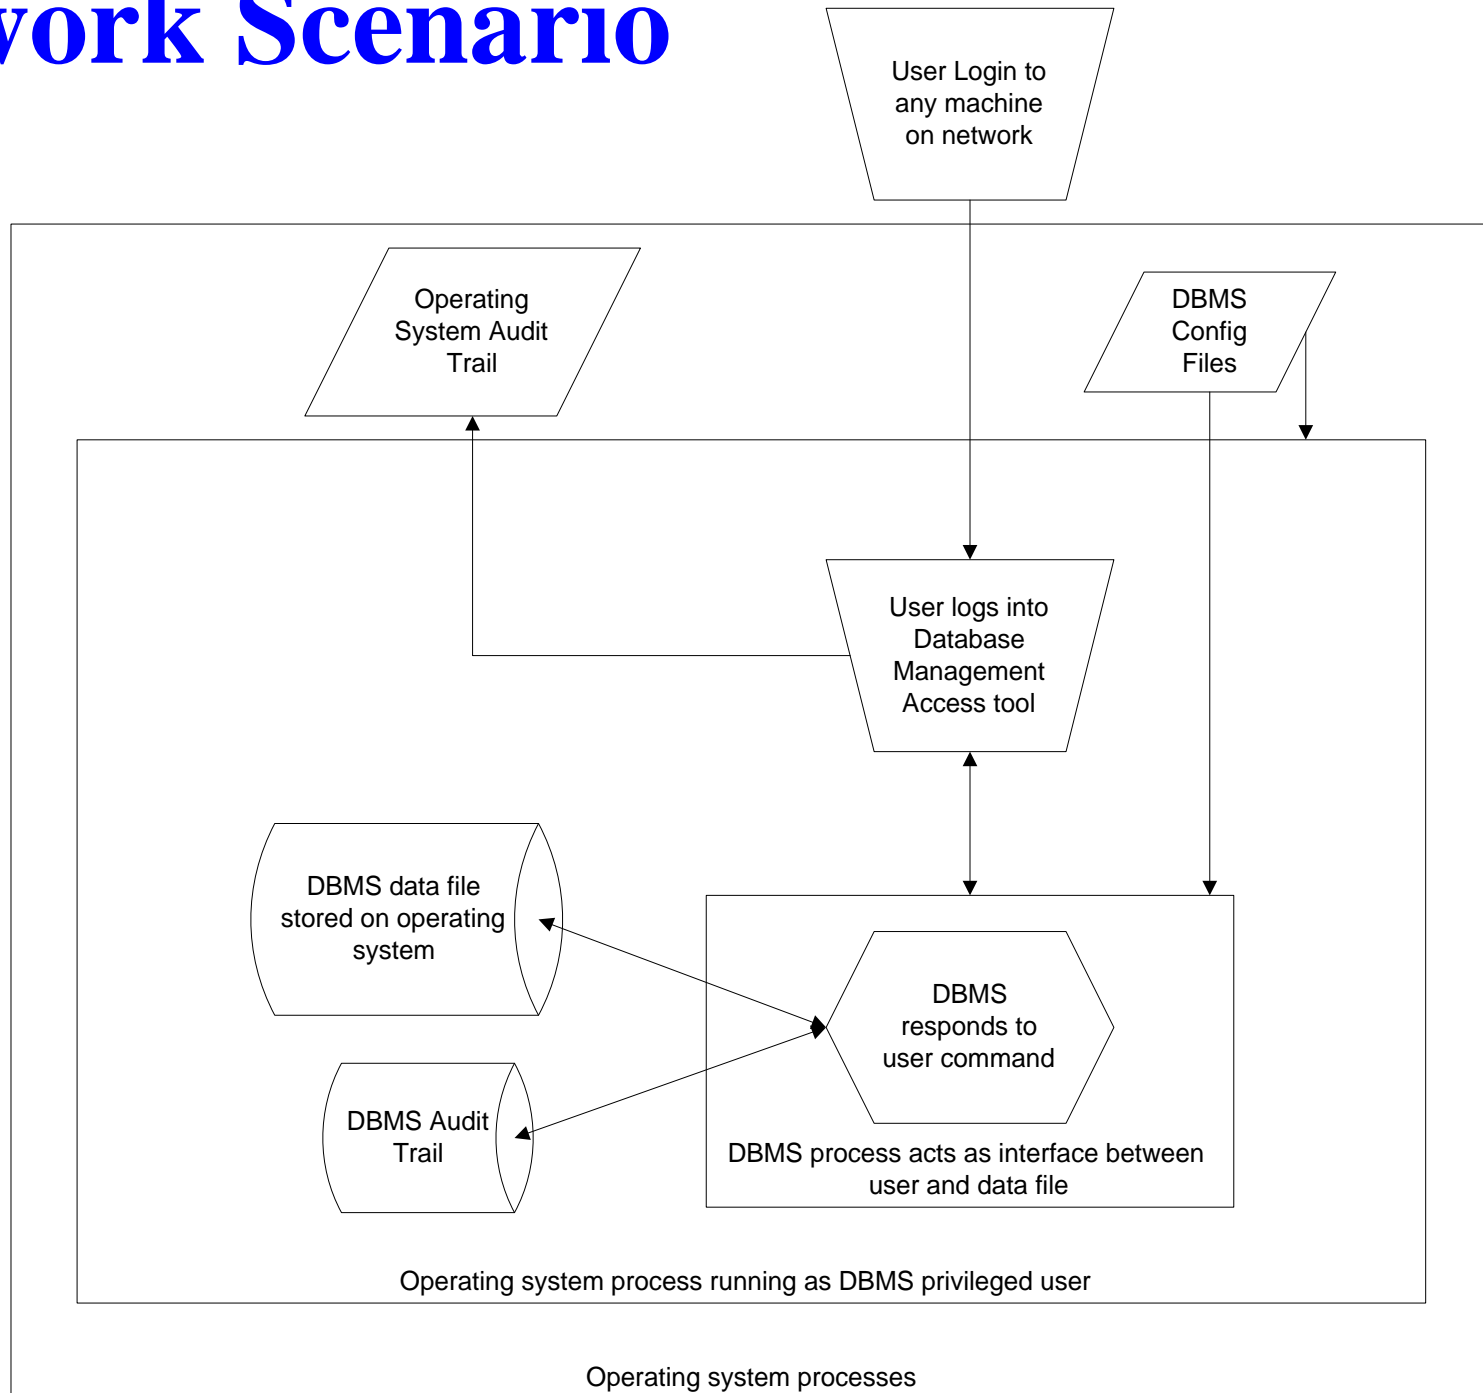 work Scenario
User Login to
any machine
on network
Operating
System Audit
Trail
DBMS
Config
Files
User logs into
Database
Management
Access tool
DBMS data file
stored on operating
system
DBMS
responds to
user command
DBMS Audit
Trail
DBMS process acts as interface between
user and data file
Operating system process running as DBMS privileged user
Operating system processes